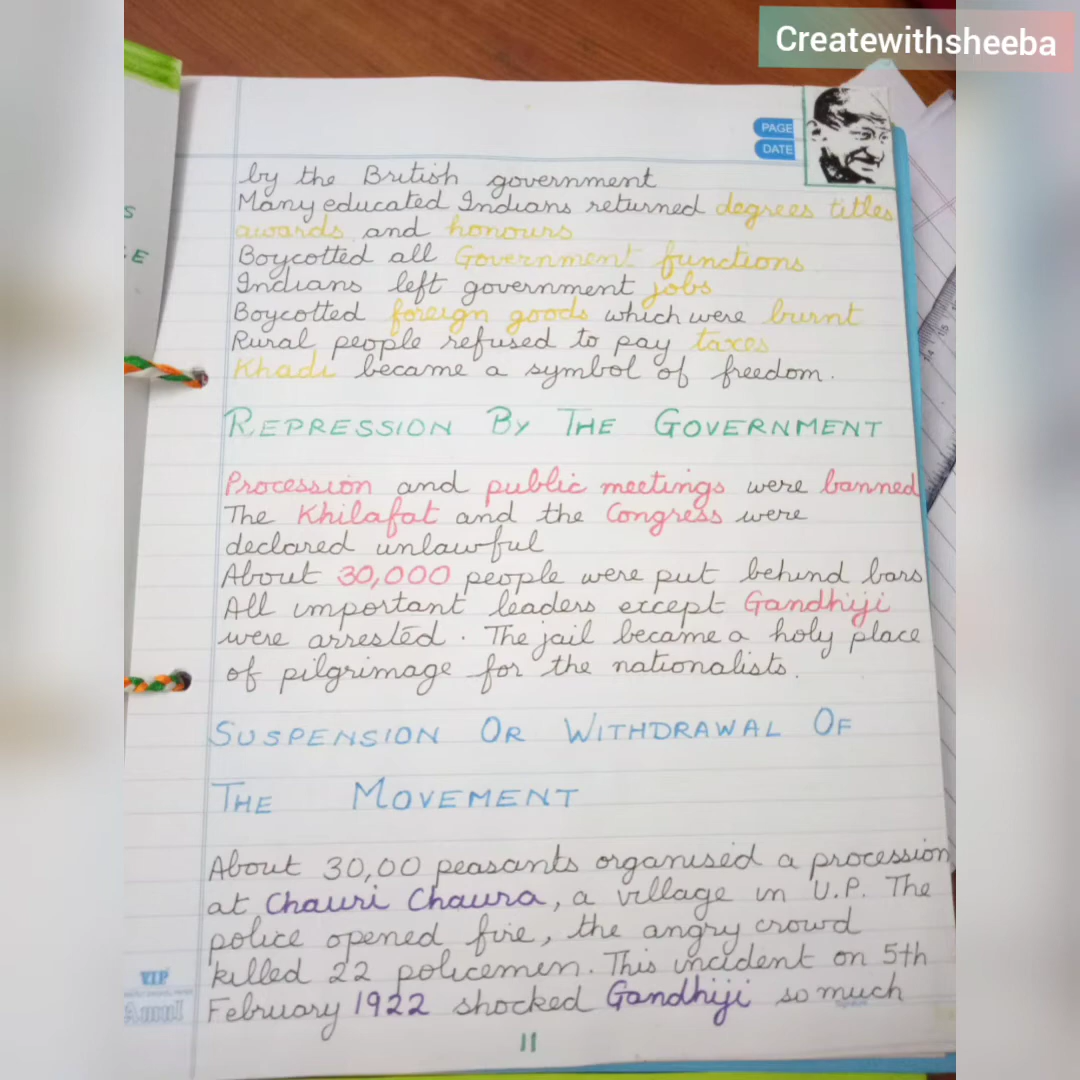 Createwithsheeba
PAGE
DATE
S
E
by the British government
Many educated Indians returned degrees titles
awards and honours
Boycotted all Government functions
Indians left government jobs
Boycotted foreign goods which were burnt
Rural people refused to pay taxes
Khadi became a symbol of freedom.
REPRESSION BY THE GOVERNMENT
Procession and public meetings were banned
The Khilafat and the Congress were
declared unlawful
About 30,000 people were put behind bars
All important leaders except Gandhiji
were arrested. The jail became a holy place
of pilgrimage for the nationalists.
SUSPENSION OR WITHDRAWAL OF
THE MOVEMENT
About 30,00 peasants organised a procession
at Chauri Chaura, a village in U.P. The
police opened fire, the angry crowd
killed 22 policemen. This incident on 5th
February 1922 shocked Gandhiji so much
VIP
Amul
11
14
15